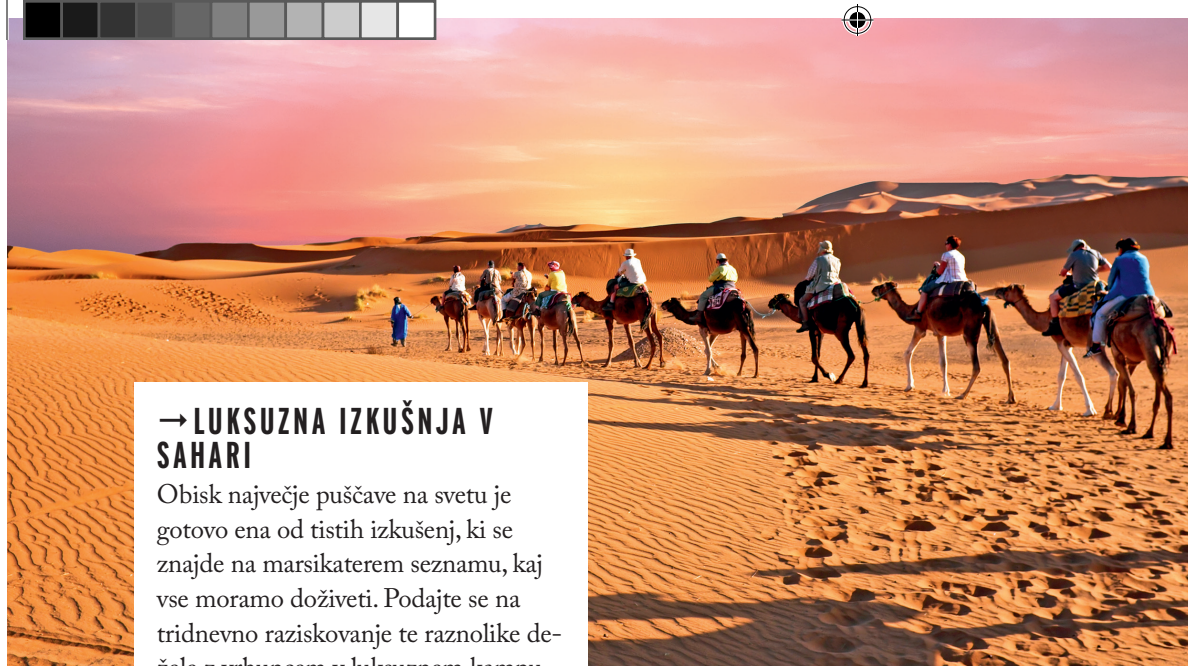 →LUKSUZNA IZKUŠNJA V
SAHARI
Obisk največje puščave na svetu je
gotovo ena od tistih izkušenj, ki se
znajde na marsikaterem seznamu, kaj
vse moramo doživeti. Podajte se na
tridnevno raziskovanje te raznolike de-